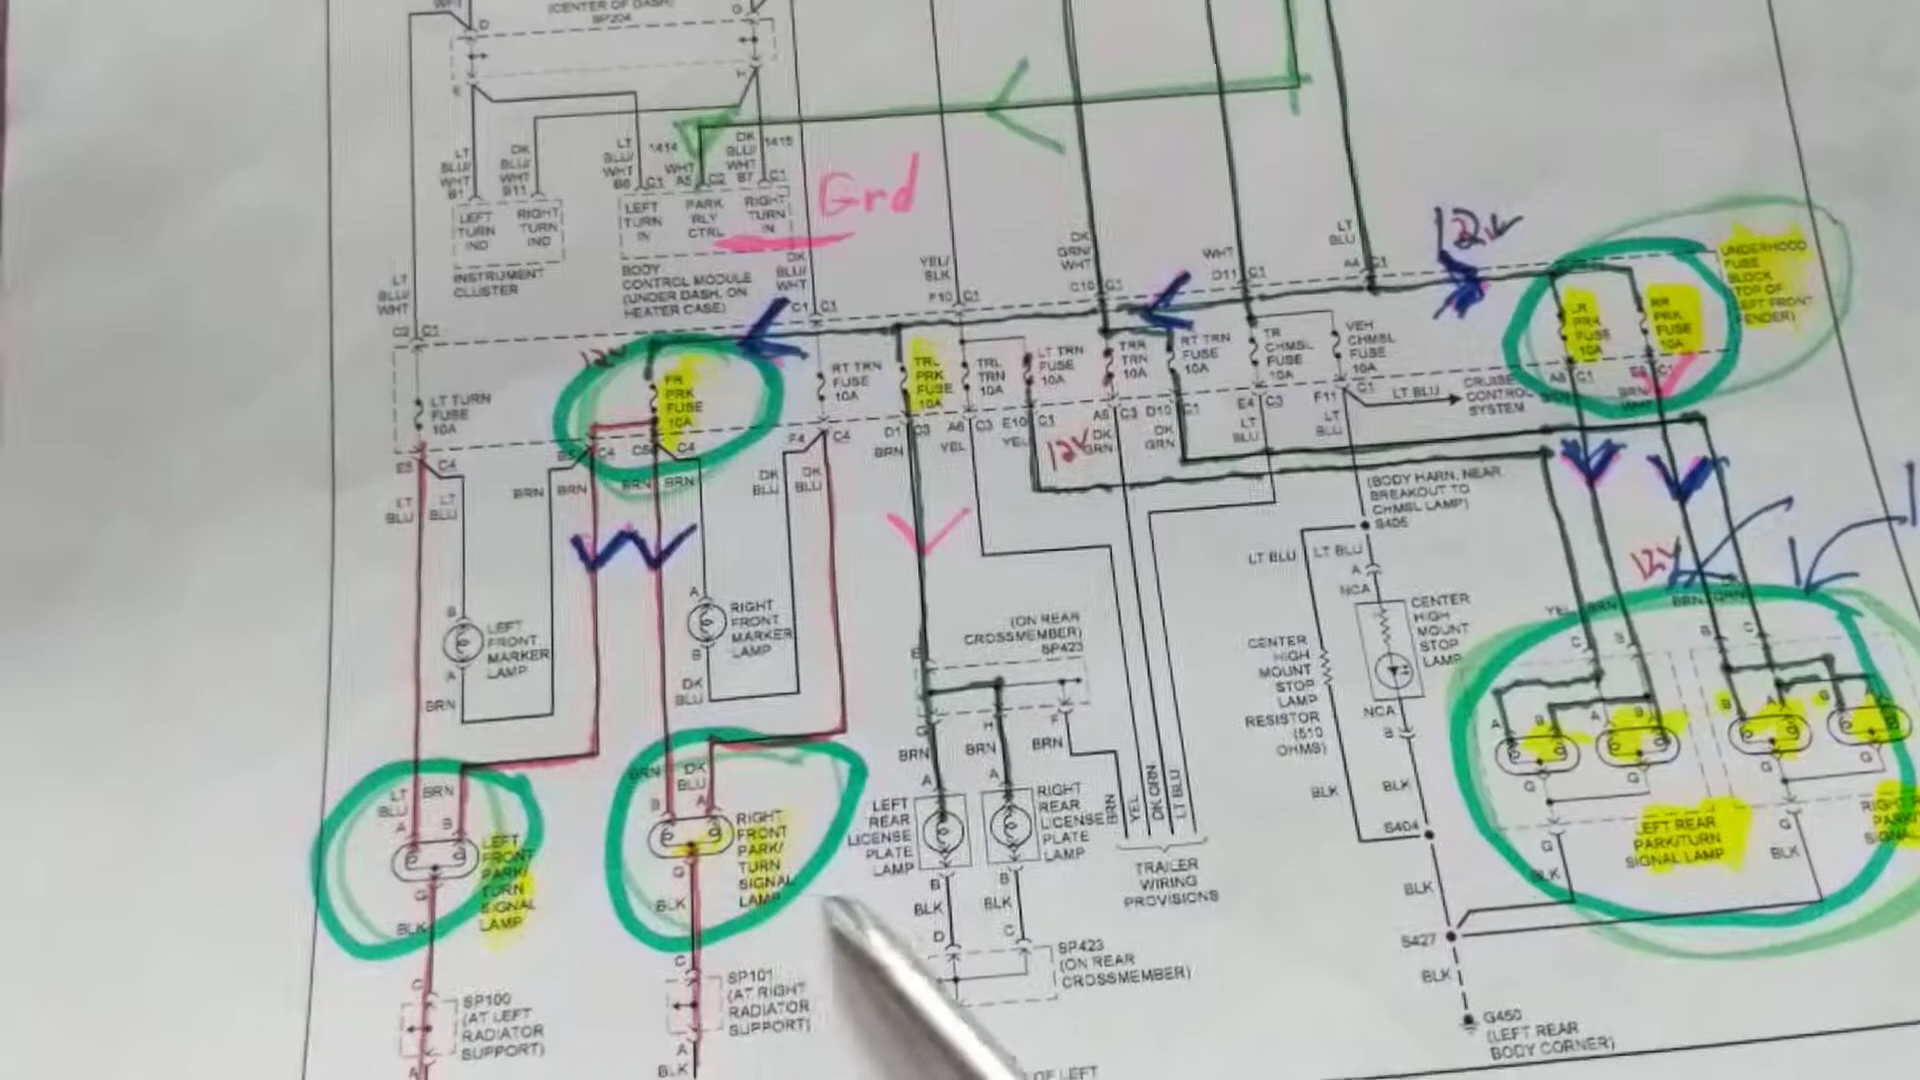 (CENTER OF DASH)
SP204
D
G
E
H
LT
BLU/
WHT
B1
DK
BLU/
WHT
B11
LT
BLU/
WHT
B6
C1
1414
WHT
A5
C2
DK
BLU/
WHT
B7
1415
C1
LEFT
TURN
IND
RIGHT
TURN
IND
INSTRUMENT
CLUSTER
LEFT
TURN
IN
PARK
RLY
CTRL
RIGHT
TURN
IN
BODY
CONTROL MODULE
(UNDER DASH, ON
HEATER CASE)
Grd
LT
BLU/
WHT
C2
C1
DK
BLU/
WHT
C1
C1
YEL/
BLK
F10
C1
DK
GRN/
WHT
C10
C1
WHT
D11
C1
LT
BLU
A4
C1
12v
UNDERHOOD
FUSE
BLOCK
(TOP OF
LEFT FRONT
FENDER)
LT TURN
FUSE
10A
12v
FR
PRK
FUSE
10A
RT TRN
FUSE
10A
TRL
PRK
FUSE
10A
TRL
TRN
10A
LT TRN
FUSE
10A
TRR
TRN
10A
RT TRN
FUSE
10A
TR
CHMSL
FUSE
10A
VEH
CHMSL
FUSE
10A
LR
PRK
FUSE
10A
RR
PRK
FUSE
10A
LT BLU
CRUISE
CONTROL
SYSTEM
E5
C4
B5
C4
C5
C4
F4
C4
D1
C3
A6
C3
E10
C1
A5
C3
D10
C1
E4
C3
F11
C1
A8
C1
E8
C1
LT
BLU
LT
BLU
BRN
BRN
BRN
BRN
DK
BLU
DK
BLU
BRN
YEL
YEL
12v
DK
GRN
DK
GRN
LT
BLU
LT
BLU
BRN
WHT
(BODY HARN, NEAR
BREAKOUT TO
CHMSL LAMP)
S405
LT BLU
LT BLU
A
NCA
CENTER
HIGH
MOUNT
STOP
LAMP
NCA
B
CENTER
HIGH
MOUNT
STOP
LAMP
RESISTOR
(510
OHMS)
BLK
BLK
S404
BLK
S427
BLK
G450
(LEFT REAR
BODY CORNER)
B
LEFT
FRONT
MARKER
LAMP
A
BRN
A
RIGHT
FRONT
MARKER
LAMP
B
DK
BLU
(ON REAR
CROSSMEMBER)
SP423
E
G
H
F
BRN
BRN
BRN
A
A
LEFT
REAR
LICENSE
PLATE
LAMP
RIGHT
REAR
LICENSE
PLATE
LAMP
B
B
BLK
BLK
D
C
SP423
(ON REAR
CROSSMEMBER)
BRN
YEL
DK GRN
LT BLU
TRAILER
WIRING
PROVISIONS
LT
BLU
BRN
A
B
LEFT
FRONT
PARK/
TURN
SIGNAL
LAMP
G
BLK
C
SP100
(AT LEFT
RADIATOR
SUPPORT)
A
BRN
DK
BLU
B
A
RIGHT
FRONT
PARK/
TURN
SIGNAL
LAMP
G
BLK
C
SP101
(AT RIGHT
RADIATOR
SUPPORT)
A
BLK
12v
YEL
BRN
BRN
GRN
C
B
B
C
A
B
A
B
B
A
B
A
G
G
G
G
LEFT REAR
PARK/TURN
SIGNAL LAMP
G
BLK
G
BLK
OF LEFT